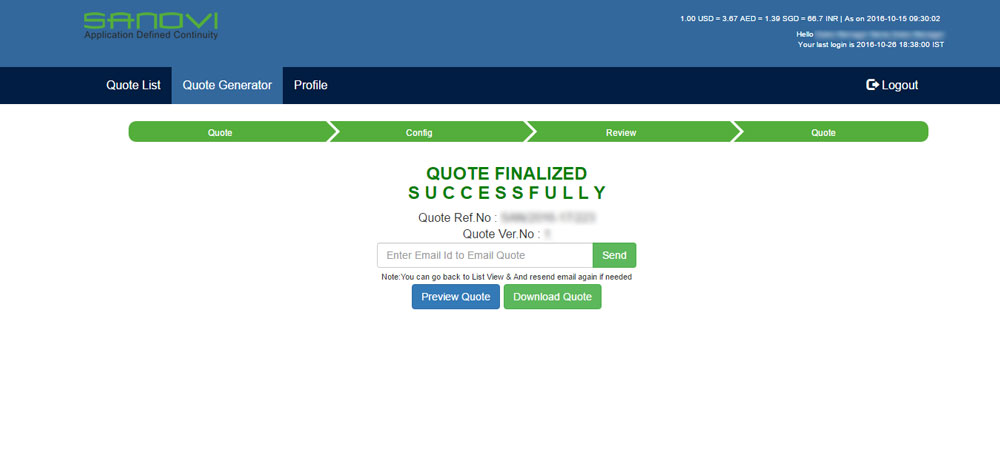 SANOVI
Application Defined Continuity
1.00 USD = 3.67 AED = 1.39 SGD = 66.7 INR | As on 2016-10-15 09:30:02
Hello
Your last login is 2016-10-26 18:38:00 IST
Quote List Quote Generator Profile Logout
Quote Config Review Quote
QUOTE FINALIZED
SUCCESSFULLY
Quote Ref.No :
Quote Ver.No :
Enter Email Id to Email Quote Send
Note:You can go back to List View & And resend email again if needed
Preview Quote Download Quote